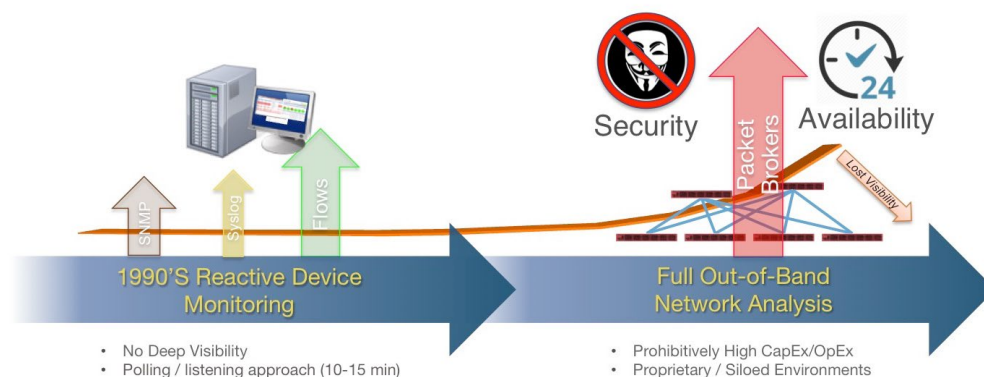 Security
24
Availability
SNMP
Syslog
Flows
Packet
Brokers
Lost Visibility
1990'S Reactive Device
Monitoring
Full Out-of-Band
Network Analysis
• No Deep Visibility
• Polling / listening approach (10-15 min)
• Prohibitively High CapEx/OpEx
• Proprietary / Siloed Environments